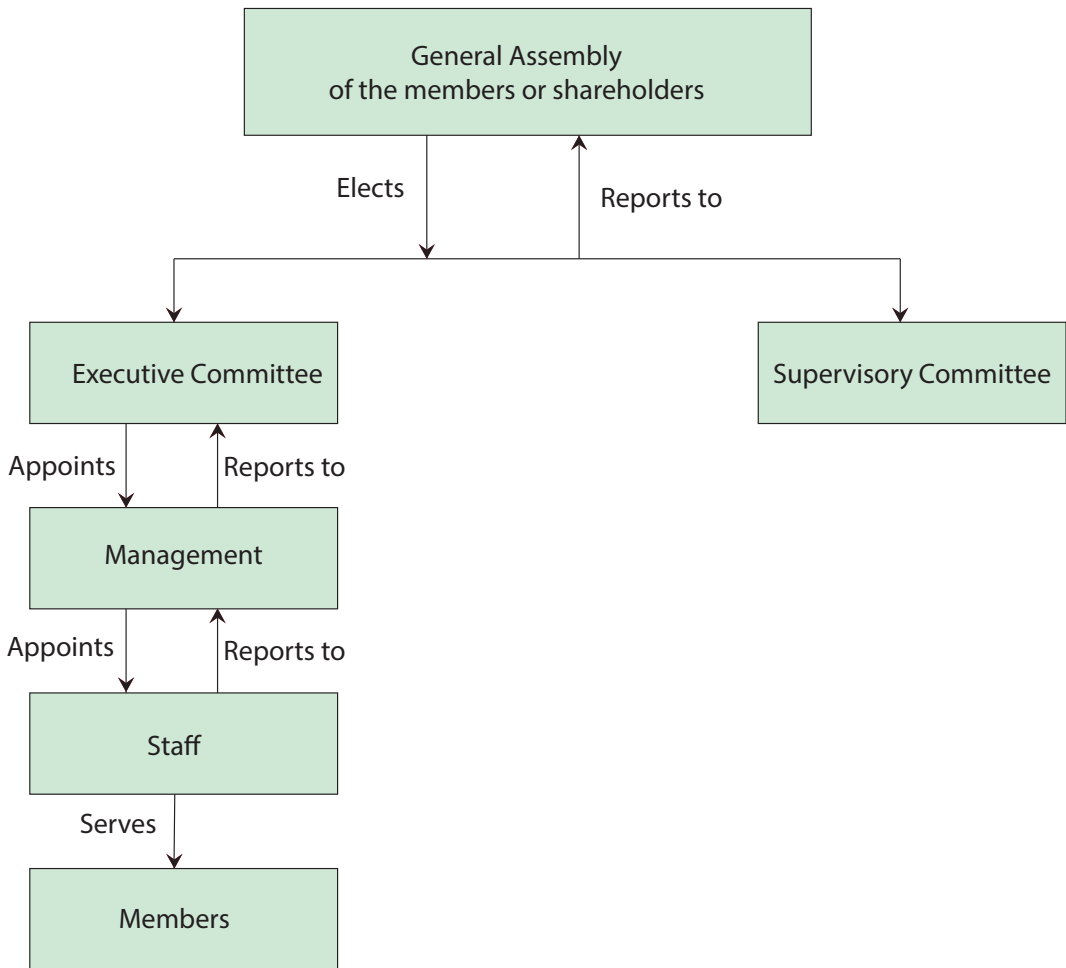 General Assembly
of the members or shareholders
Elects
Reports to
Executive Committee
Supervisory Committee
Appoints
Reports to
Management
Appoints
Reports to
Staff
Serves
Members